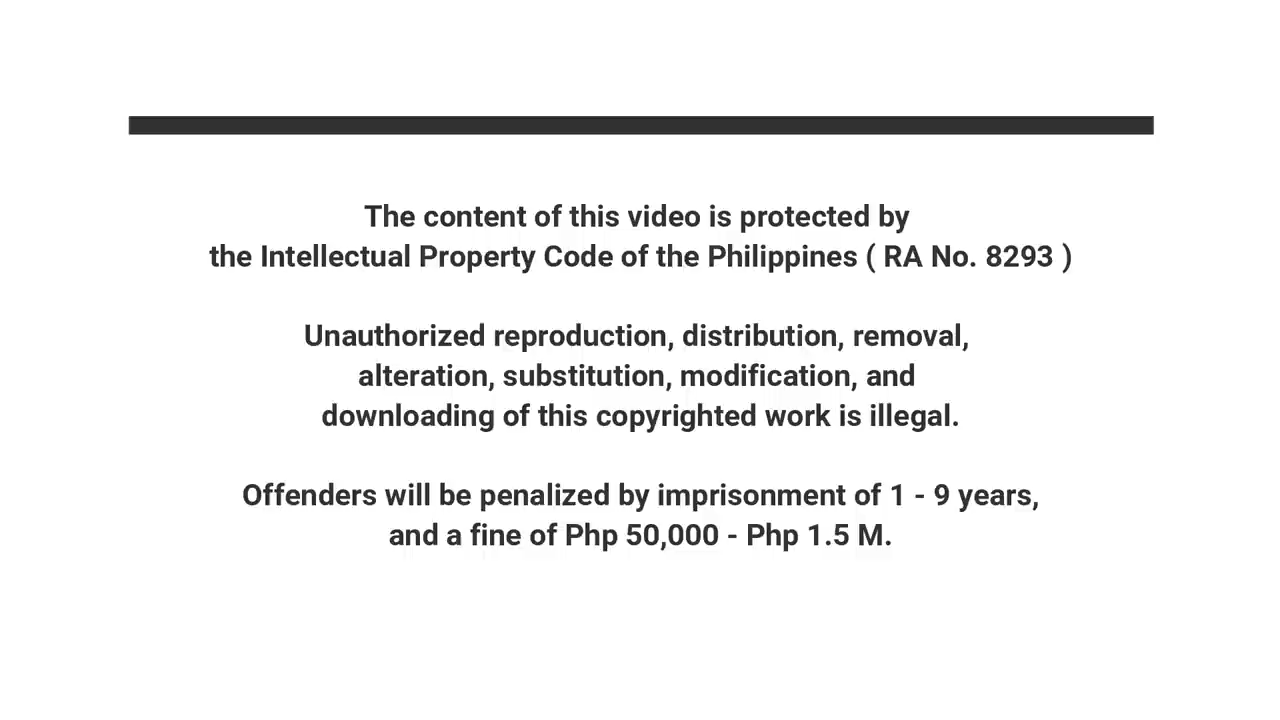 The content of this video is protected by
the Intellectual Property Code of the Philippines ( RA No. 8293 )
Unauthorized reproduction, distribution, removal,
alteration, substitution, modification, and
downloading of this copyrighted work is illegal.
Offenders will be penalized by imprisonment of 1 - 9 years,
and a fine of Php 50,000 - Php 1.5 M.